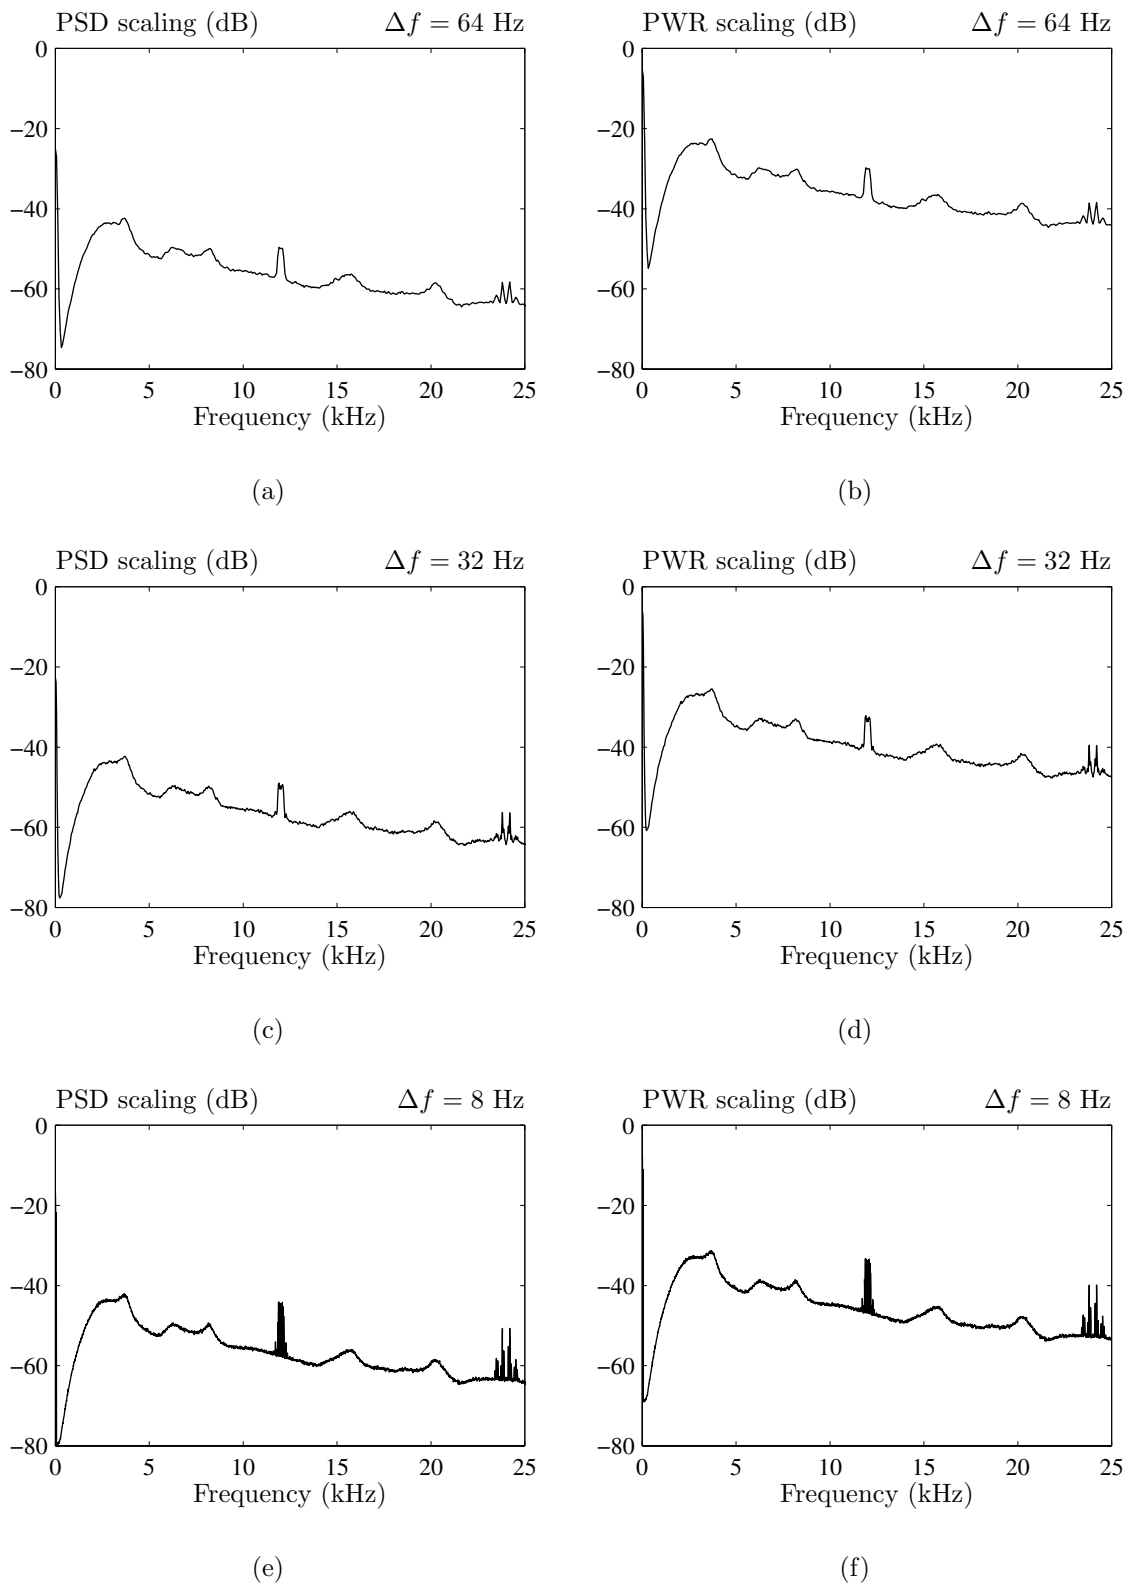 PSD scaling (dB) Δf = 64 Hz
0
−20
−40
−60
−80
0 5 10 15 20 25
Frequency (kHz)
(a)
PWR scaling (dB) Δf = 64 Hz
0
−20
−40
−60
−80
0 5 10 15 20 25
Frequency (kHz)
(b)
PSD scaling (dB) Δf = 32 Hz
0
−20
−40
−60
−80
0 5 10 15 20 25
Frequency (kHz)
(c)
PWR scaling (dB) Δf = 32 Hz
0
−20
−40
−60
−80
0 5 10 15 20 25
Frequency (kHz)
(d)
PSD scaling (dB) Δf = 8 Hz
0
−20
−40
−60
−80
0 5 10 15 20 25
Frequency (kHz)
(e)
PWR scaling (dB) Δf = 8 Hz
0
−20
−40
−60
−80
0 5 10 15 20 25
Frequency (kHz)
(f)